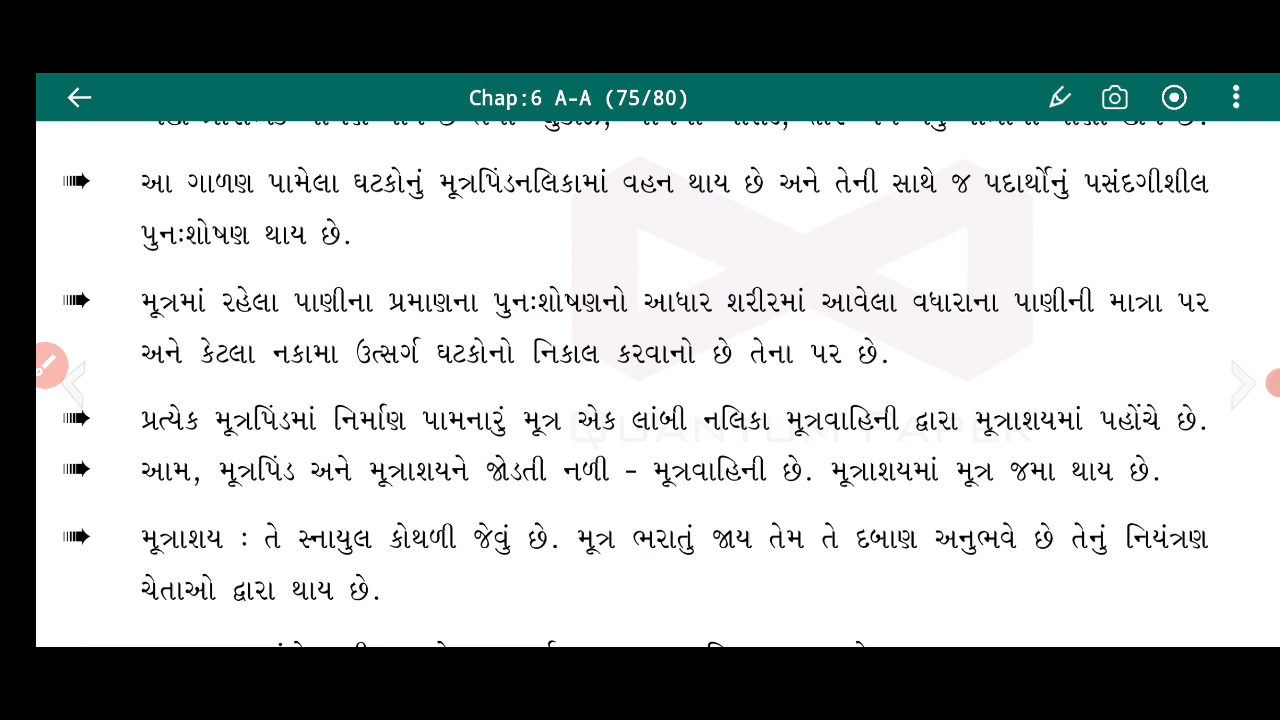 Chap:6 A-A (75/80)
આ ગાળણ પામેલા ઘટકોનું મૂત્રપિંડનલિકામાં વહન થાય છે અને તેની સાથે જ પદાર્થોનું પસંદગીશીલ
પુનઃશોષણ થાય છે.
મૂત્રમાં રહેલા પાણીના પ્રમાણના પુનઃશોષણનો આધાર શરીરમાં આવેલા વધારાના પાણીની માત્રા પર
અને કેટલા નકામા ઉત્સર્ગ ઘટકોનો નિકાલ કરવાનો છે તેના પર છે.
પ્રત્યેક મૂત્રપિંડમાં નિર્માણ પામનારું મૂત્ર એક લાંબી નલિકા મૂત્રવાહિની દ્વારા મૂત્રાશયમાં પહોંચે છે.
QUANTUM PAPER
આમ, મૂત્રપિંડ અને મૂત્રાશયને જોડતી નળી - મૂત્રવાહિની છે. મૂત્રાશયમાં મૂત્ર જમા થાય છે.
મૂત્રાશય : તે સ્નાયુલ કોથળી જેવું છે. મૂત્ર ભરાતું જાય તેમ તે દબાણ અનુભવે છે તેનું નિયંત્રણ
ચેતાઓ દ્વારા થાય છે.